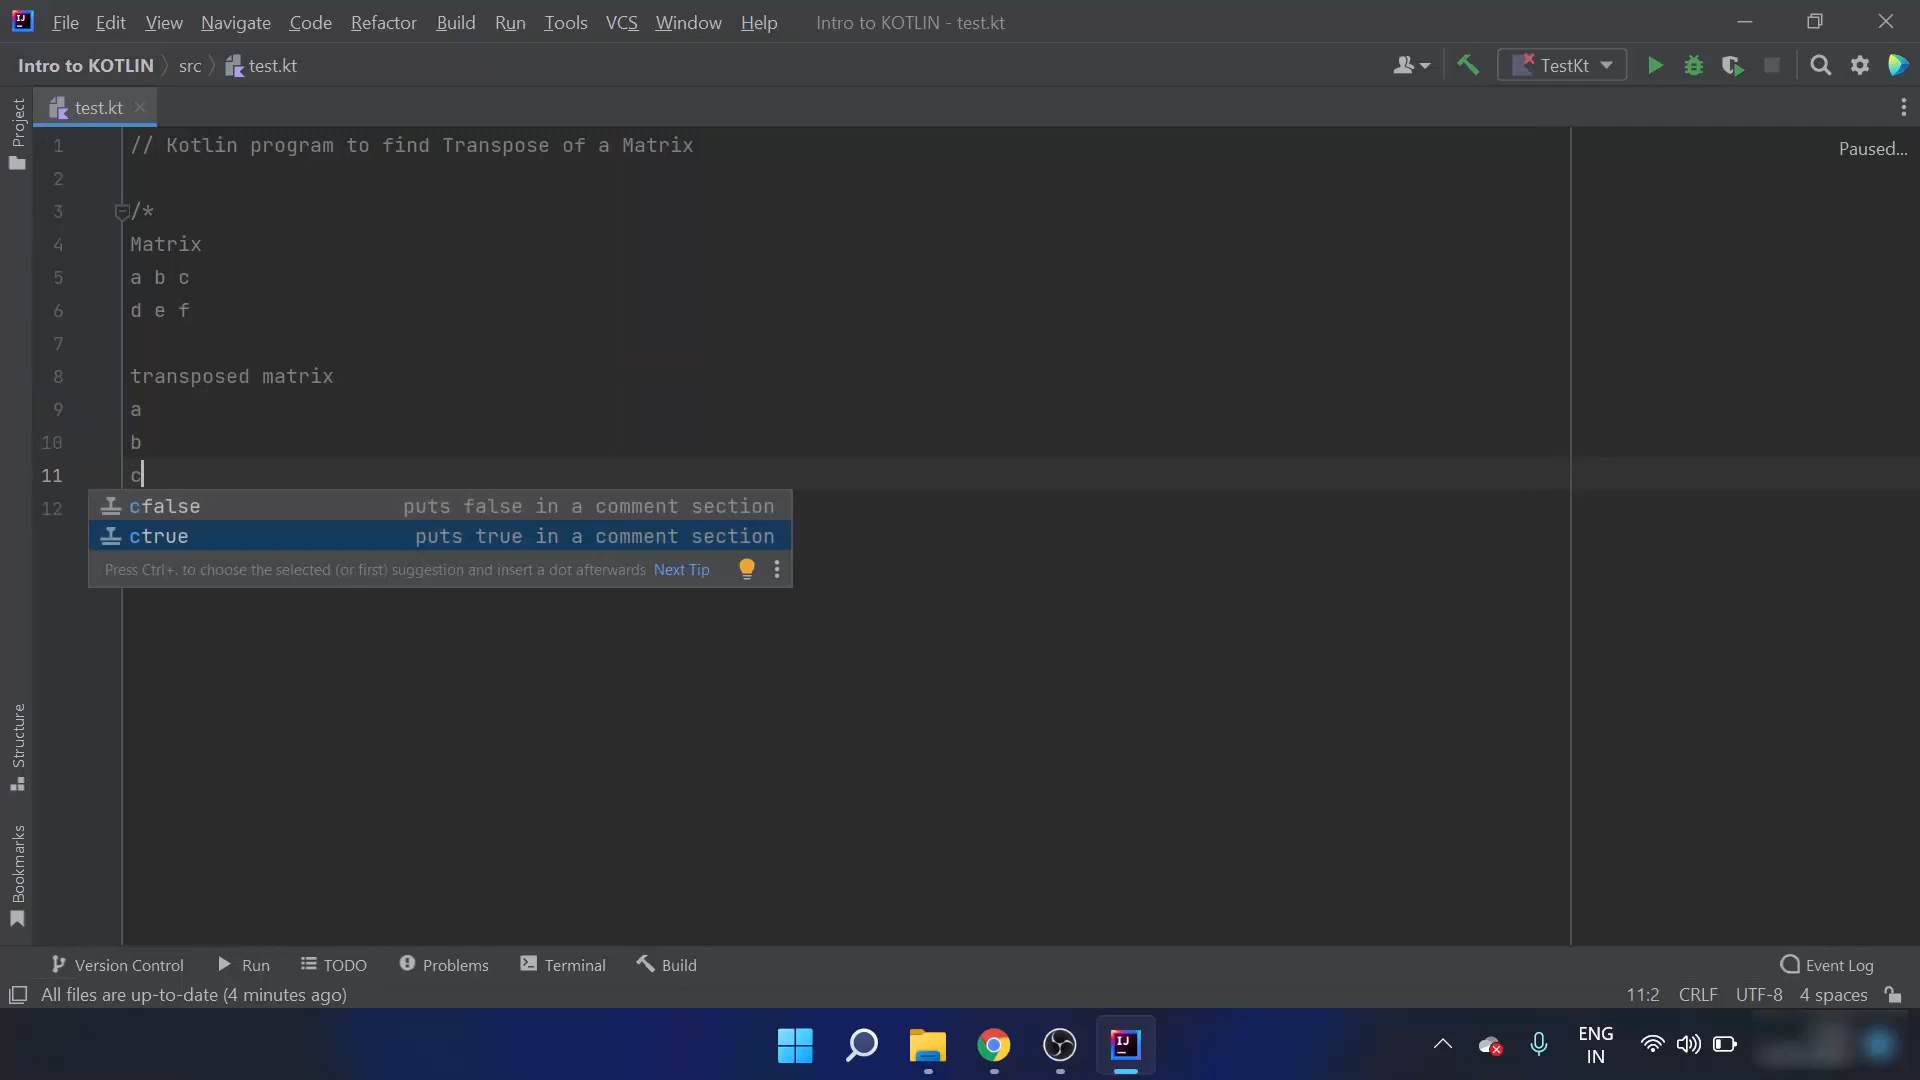 File Edit View Navigate Code Refactor Build Run Tools VCS Window Help Intro to KOTLIN - test.kt
Intro to KOTLIN src test.kt TestKt
Project
test.kt
Paused...
1 // Kotlin program to find Transpose of a Matrix
2
3 /*
4 Matrix
5 a b c
6 d e f
7
8 transposed matrix
9 a
10 b
11 c
12
cfalse puts false in a comment section
ctrue puts true in a comment section
Press Ctrl+. to choose the selected (or first) suggestion and insert a dot afterwards Next Tip
Structure
Bookmarks
Version Control Run TODO Problems Terminal Build Event Log
All files are up-to-date (4 minutes ago) 11:2 CRLF UTF-8 4 spaces
ENG
IN